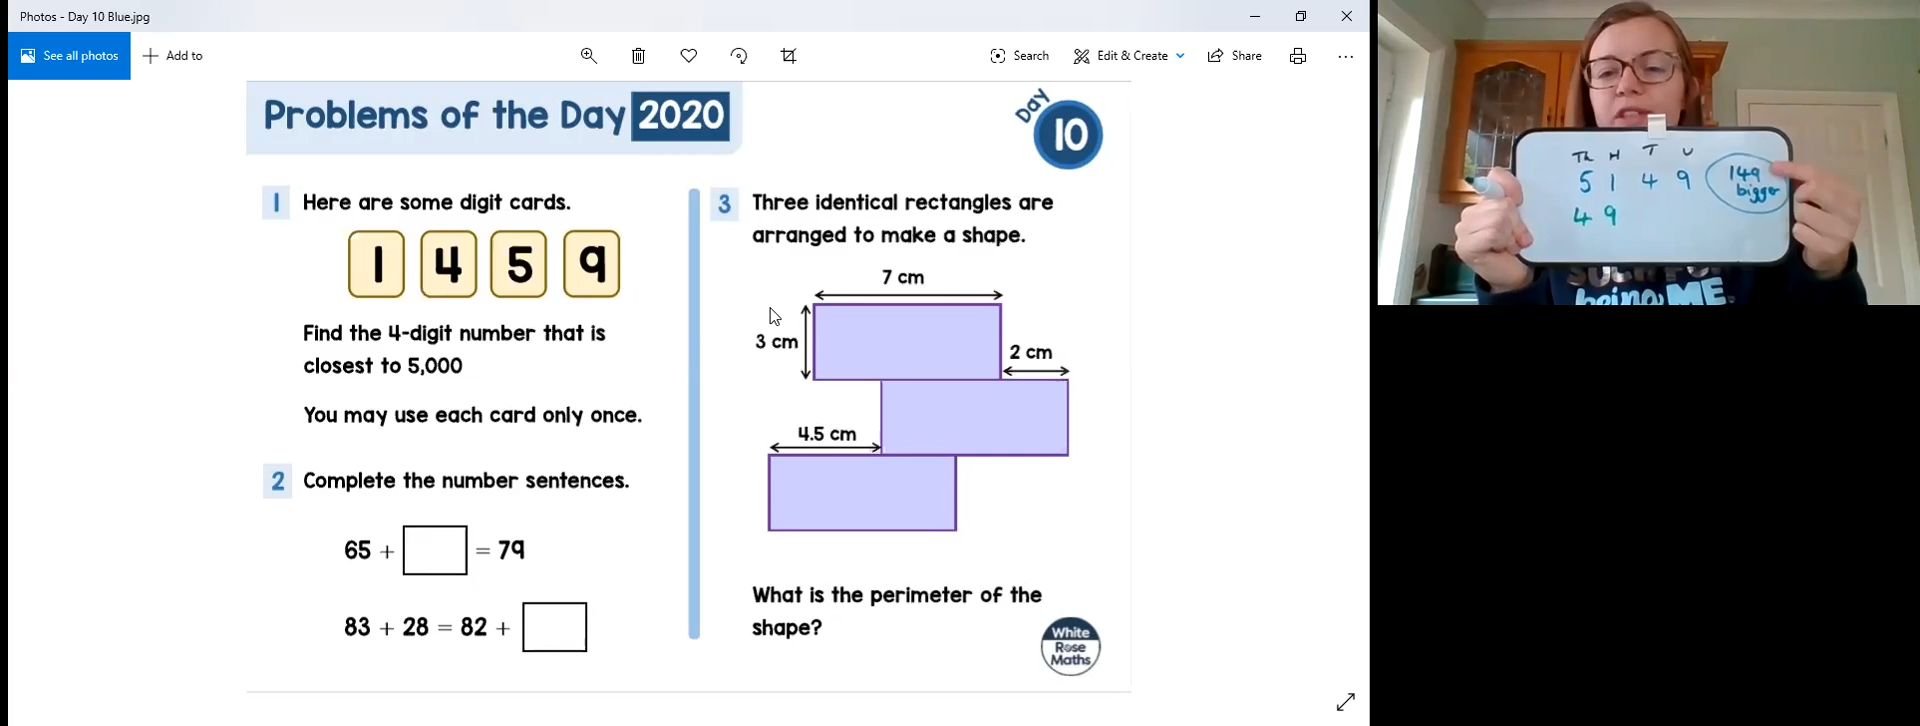 Photos - Day 10 Blue.jpg
See all photos
Add to
Search
Edit & Create
Share
Problems of the Day 2020
Day 10
1 Here are some digit cards.
1 4 5 9
Find the 4-digit number that is
closest to 5,000
You may use each card only once.
2 Complete the number sentences.
65 + = 79
83 + 28 = 82 +
3 Three identical rectangles are
arranged to make a shape.
7 cm
3 cm
2 cm
4.5 cm
What is the perimeter of the
shape?
White
Rose
Maths
Th H T U
5 1 4 9
4 9
149
bigger
being ME